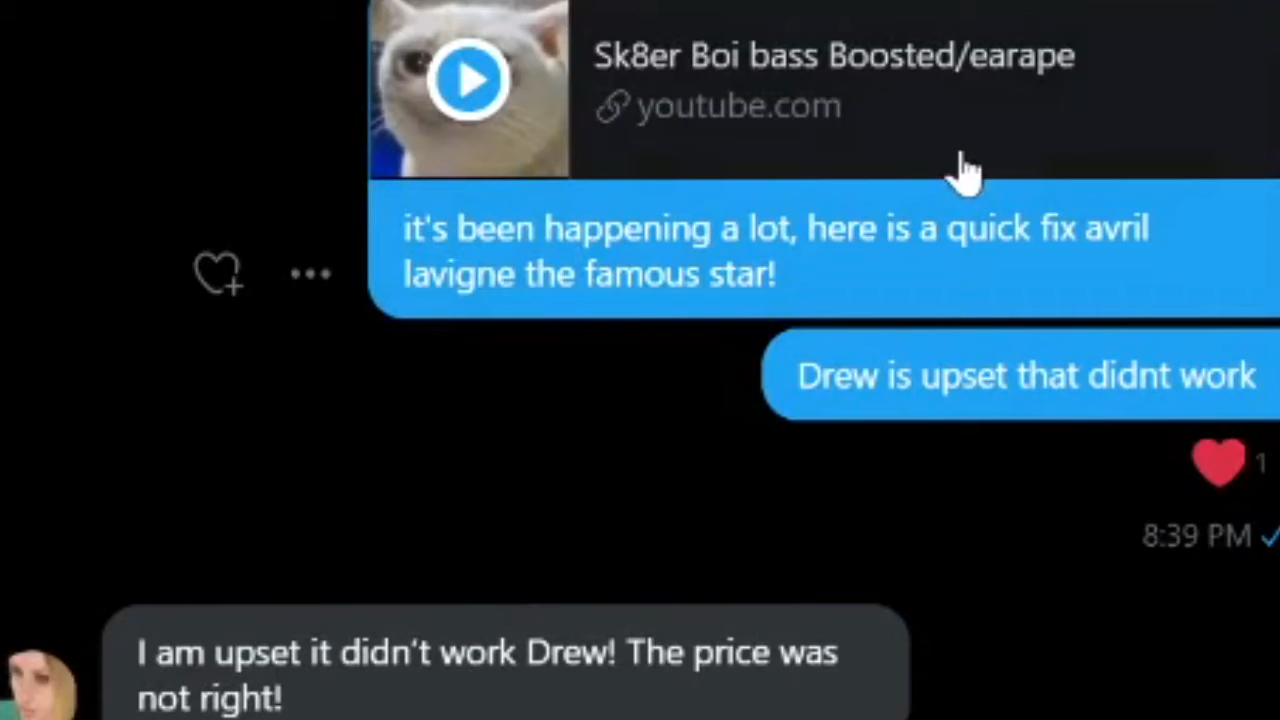 Sk8er Boi bass Boosted/earape
youtube.com
it's been happening a lot, here is a quick fix avril
lavigne the famous star!
Drew is upset that didnt work
1
8:39 PM
I am upset it didn't work Drew! The price was
not right!